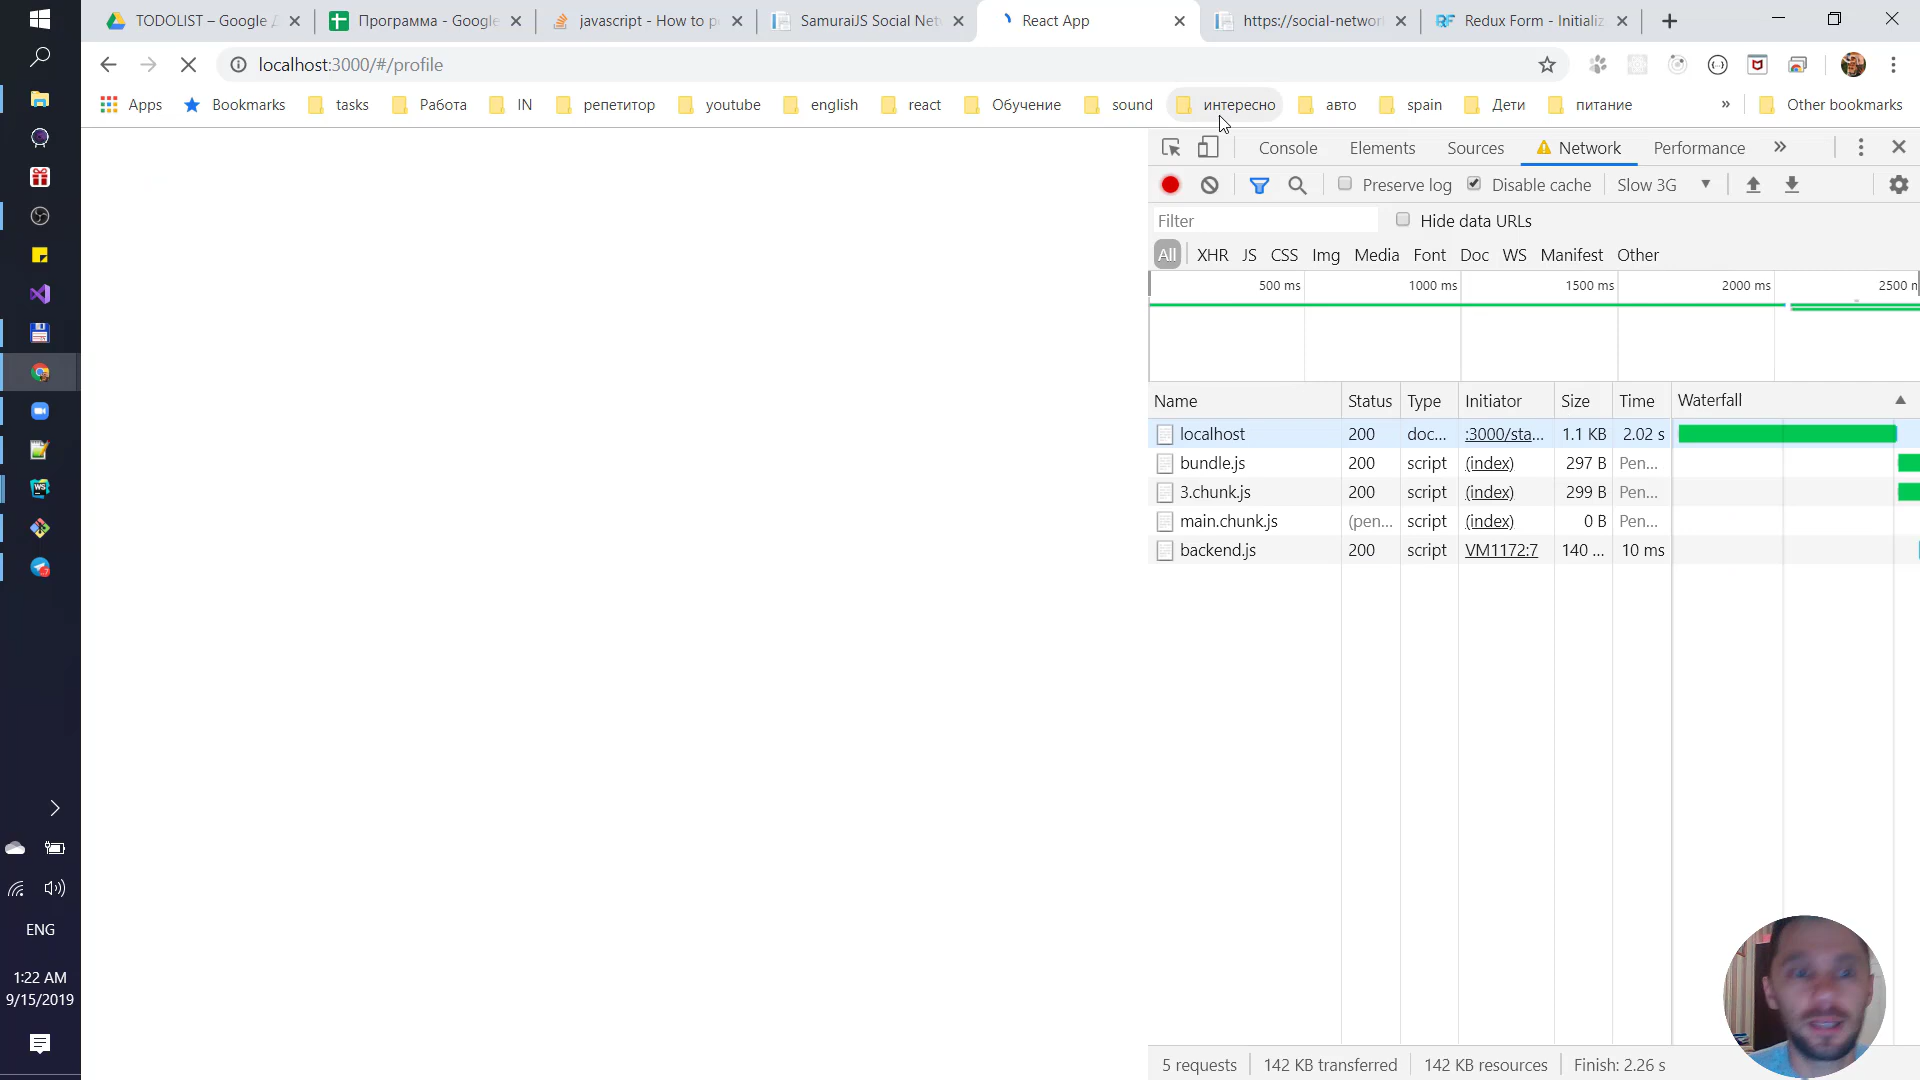 TODOLIST – Google Д
Программа - Google
javascript - How to p
SamuraiJS Social Net
React App
https://social-network
Redux Form - Initializ
localhost:3000/#/profile
Apps
Bookmarks
tasks
Работа
IN
репетитор
youtube
english
react
Обучение
sound
интересно
авто
spain
Дети
питание
»
Other bookmarks
Console
Elements
Sources
Network
Performance
»
Preserve log
Disable cache
Slow 3G
Filter
Hide data URLs
All
XHR
JS
CSS
Img
Media
Font
Doc
WS
Manifest
Other
500 ms
1000 ms
1500 ms
2000 ms
2500 n
Name Status Type Initiator Size Time Waterfall
localhost 200 doc... :3000/sta... 1.1 KB 2.02 s
bundle.js 200 script (index) 297 B Pen...
3.chunk.js 200 script (index) 299 B Pen...
main.chunk.js (pen... script (index) 0 B Pen...
backend.js 200 script VM1172:7 140 ... 10 ms
5 requests
142 KB transferred
142 KB resources
Finish: 2.26 s
ENG
1:22 AM
9/15/2019